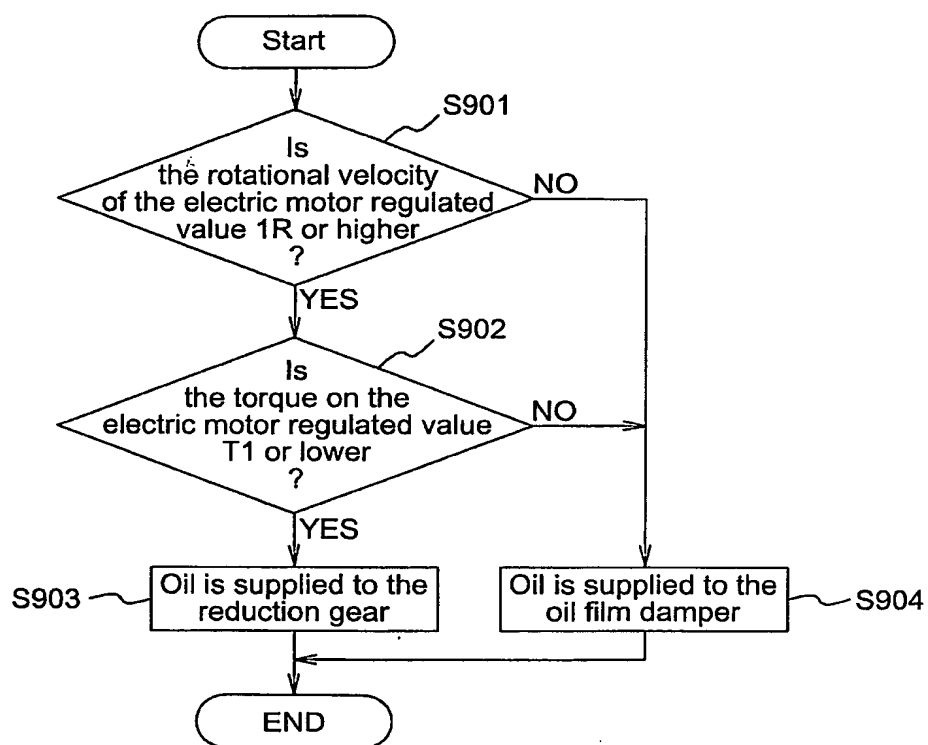 Start
S901
Is
the rotational velocity
of the electric motor regulated
value 1R or higher
?
NO
YES
S902
Is
the torque on the
electric motor regulated value
T1 or lower
?
NO
YES
S903
Oil is supplied to the
reduction gear
Oil is supplied to the
oil film damper
S904
END